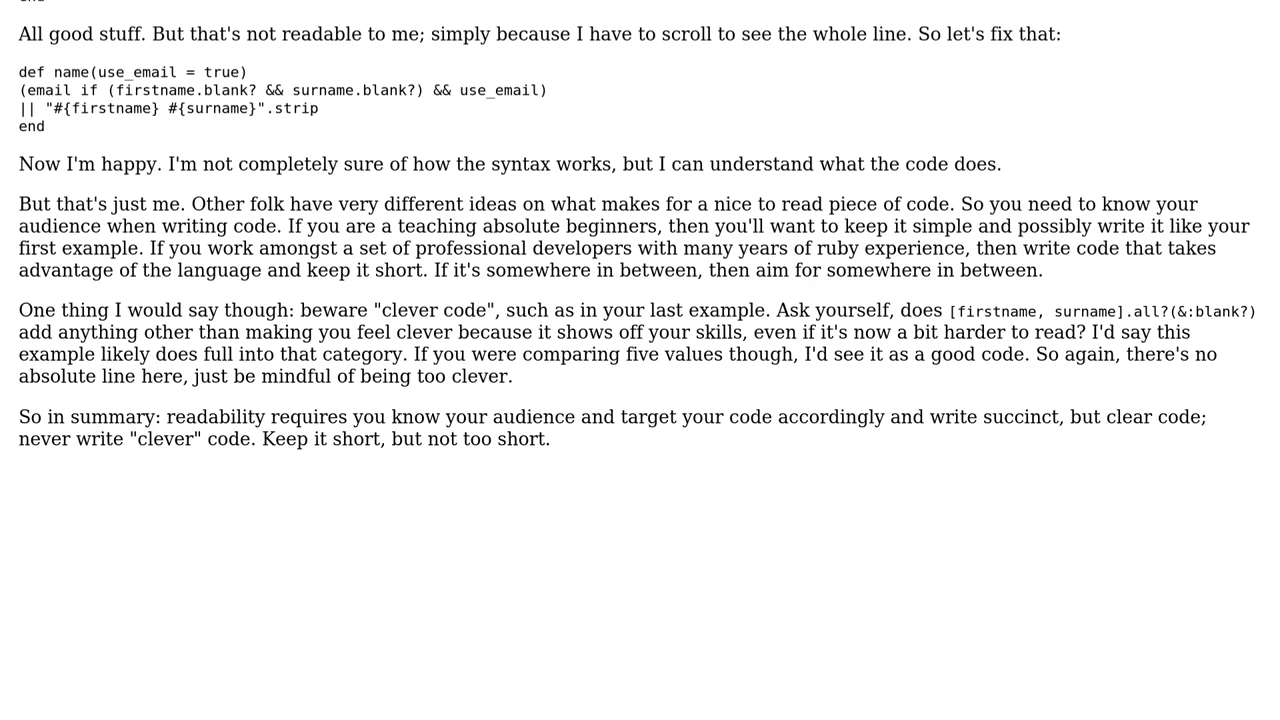 All good stuff. But that's not readable to me; simply because I have to scroll to see the whole line. So let's fix that:
def name(use_email = true)
(email if (firstname.blank? && surname.blank?) && use_email)
|| "#{firstname} #{surname}".strip
end
Now I'm happy. I'm not completely sure of how the syntax works, but I can understand what the code does.
But that's just me. Other folk have very different ideas on what makes for a nice to read piece of code. So you need to know your
audience when writing code. If you are a teaching absolute beginners, then you'll want to keep it simple and possibly write it like your
first example. If you work amongst a set of professional developers with many years of ruby experience, then write code that takes
advantage of the language and keep it short. If it's somewhere in between, then aim for somewhere in between.
One thing I would say though: beware "clever code", such as in your last example. Ask yourself, does [firstname, surname].all?(&:blank?)
add anything other than making you feel clever because it shows off your skills, even if it's now a bit harder to read? I'd say this
example likely does full into that category. If you were comparing five values though, I'd see it as a good code. So again, there's no
absolute line here, just be mindful of being too clever.
So in summary: readability requires you know your audience and target your code accordingly and write succinct, but clear code;
never write "clever" code. Keep it short, but not too short.